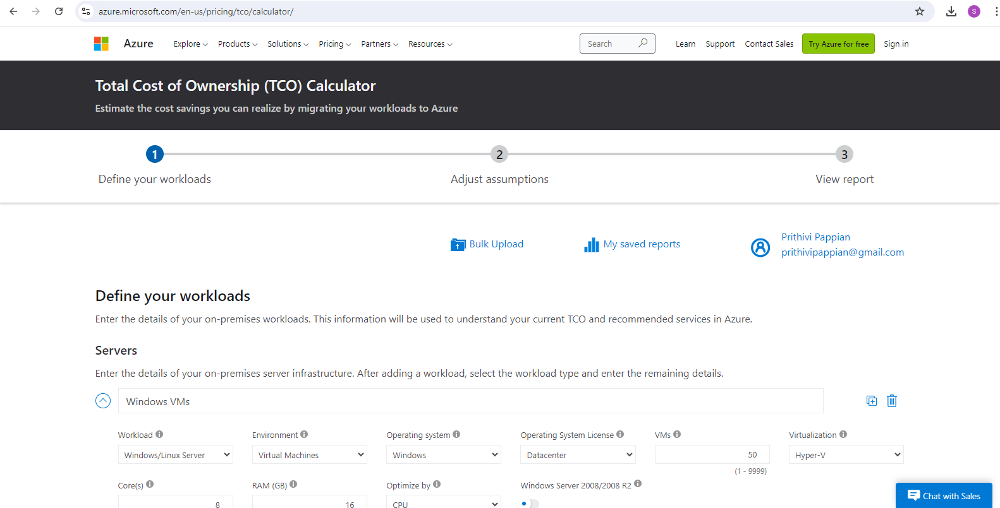 azure.microsoft.com/en-us/pricing/tco/calculator/
S
Azure Explore Products Solutions Pricing Partners Resources Search Learn Support Contact Sales Try Azure for free Sign in
Total Cost of Ownership (TCO) Calculator
Estimate the cost savings you can realize by migrating your workloads to Azure
1 2 3
Define your workloads Adjust assumptions View report
Bulk Upload My saved reports Prithivi Pappian
prithivipappian@gmail.com
Define your workloads
Enter the details of your on-premises workloads. This information will be used to understand your current TCO and recommended services in Azure.
Servers
Enter the details of your on-premises server infrastructure. After adding a workload, select the workload type and enter the remaining details.
Windows VMs
Workload Environment Operating system Operating System License VMs Virtualization
Windows/Linux Server Virtual Machines Windows Datacenter 50 Hyper-V
(1 - 9999)
Core(s) RAM (GB) Optimize by Windows Server 2008/2008 R2
8 16 CPU
Chat with Sales